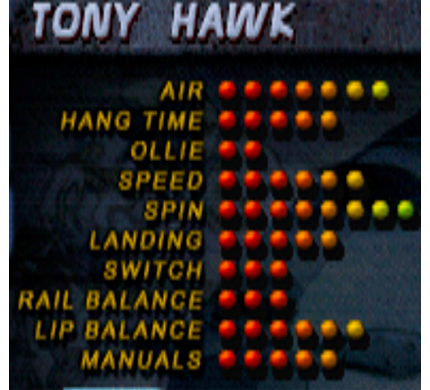 TONY HAWK
AIR
HANG TIME
OLLIE
SPEED
SPIN
LANDING
SWITCH
RAIL BALANCE
LIP BALANCE
MANUALS